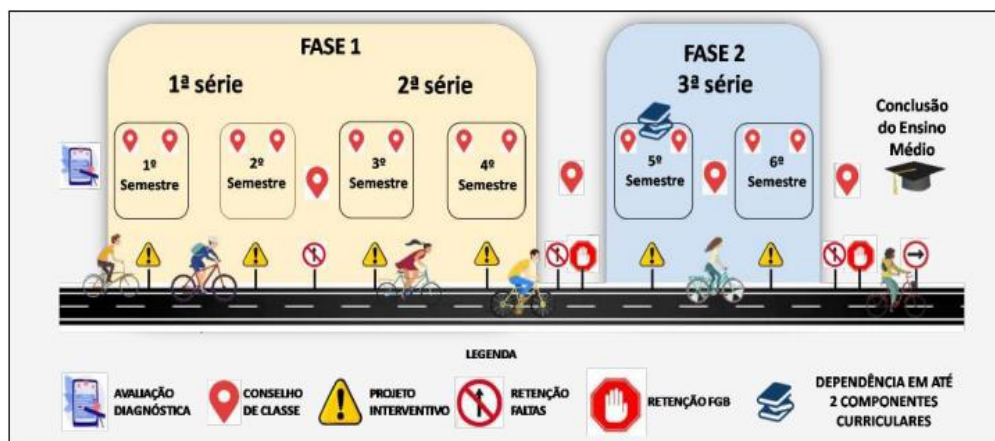 FASE 1
1ª série
2ª série
1º
Semestre
2º
Semestre
3º
Semestre
4º
Semestre
FASE 2
3ª série
5º
Semestre
6º
Semestre
Conclusão
do Ensino
Médio
LEGENDA
AVALIAÇÃO
DIAGNÓSTICA
CONSELHO
DE CLASSE
PROJETO
INTERVENTIVO
RETENÇÃO
FALTAS
RETENÇÃO FGB
DEPENDÊNCIA EM ATÉ
2 COMPONENTES
CURRICULARES